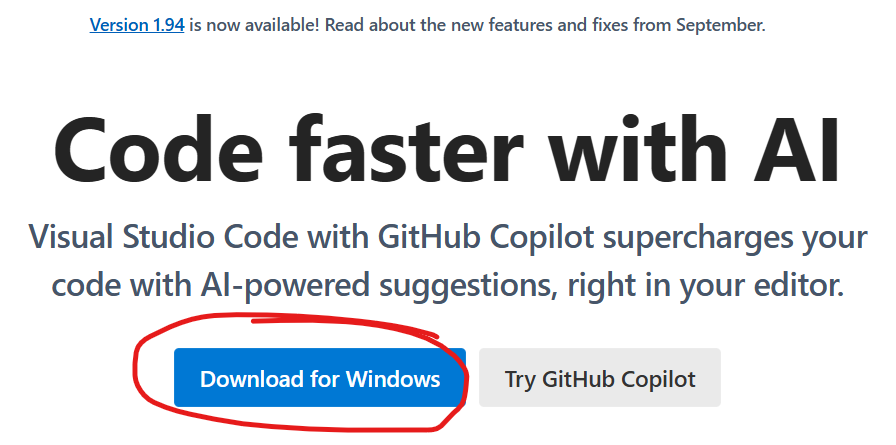 Version 1.94 is now available! Read about the new features and fixes from September.
Code faster with AI
Visual Studio Code with GitHub Copilot supercharges your
code with AI-powered suggestions, right in your editor.
Download for Windows
Try GitHub Copilot